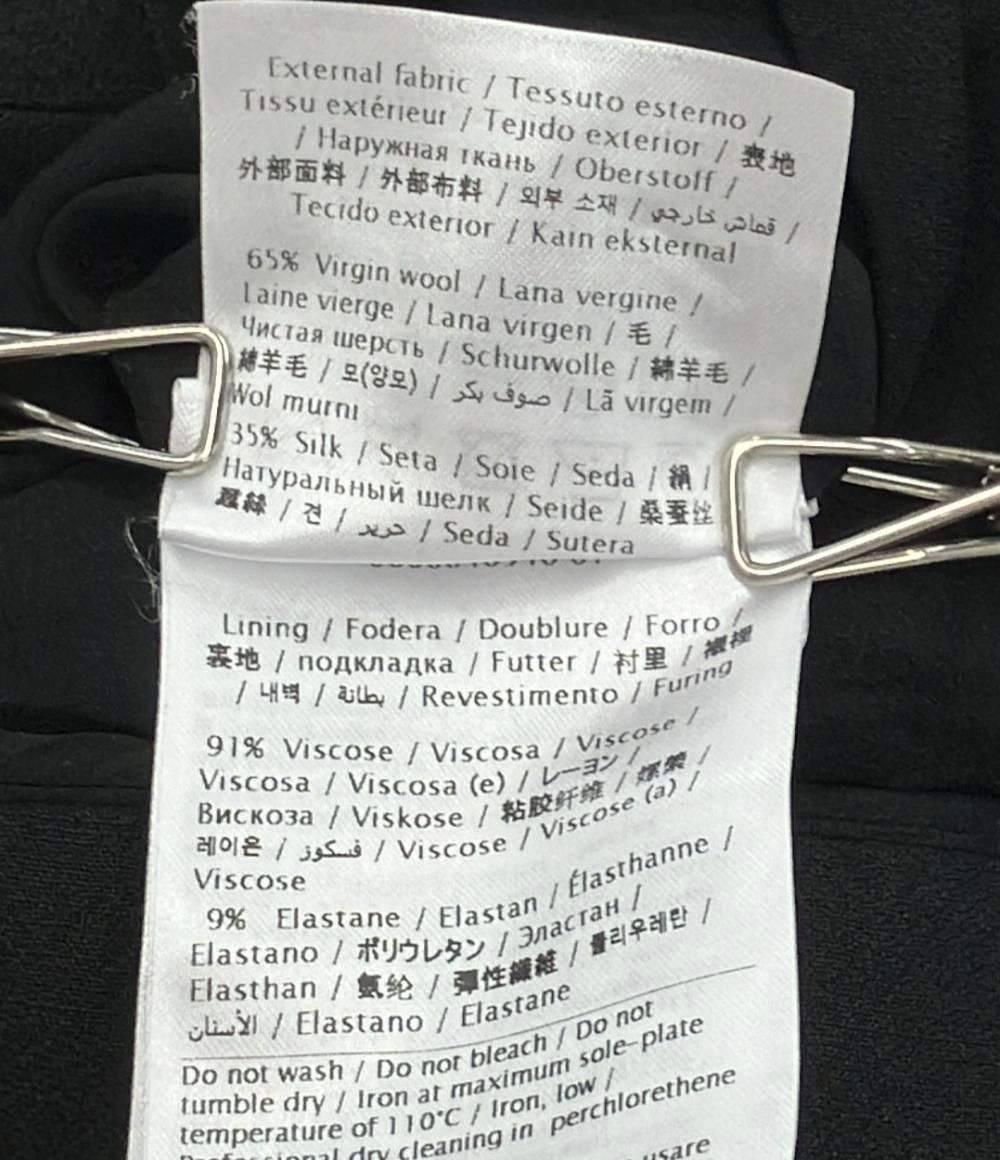 External fabric / Tessuto esterno /
Tissu extérieur / Tejido exterior / 表地
/ Наружная ткань / Oberstoff /
外部面料 / 外部布料 / 외부 소재 / قماش خارجي /
Tecido exterior / Kain eksternal
65% Virgin wool / Lana vergine /
Laine vierge / Lana virgen / 毛 /
Чистая шерсть / Schurwolle / 綿羊毛 /
綿羊毛 / 모(양모) / صوف بكر / Lã virgem /
Wol murni
35% Silk / Seta / Soie / Seda / 絹 /
Натуральный шелк / Seide / 桑蚕丝
蠶絲 / 견 / حرير / Seda / Sutera
Lining / Fodera / Doublure / Forro /
裏地 / подкладка / Futter / 衬里 / 襯裡
/ 내벽 / بطانة / Revestimento / Furing
91% Viscose / Viscosa / Viscose /
Viscosa / Viscosa (e) / レーヨン /
Вискоза / Viskose / 粘胶纤维 / 嫘縈 /
레이온 / فسكوز / Viscose / Viscose (a) /
Viscose
9% Elastane / Elastan / Élasthanne /
Elastano / ポリウレタン / Эластан /
Elasthan / 氨纶 / 彈性纖維 / 폴리우레탄 /
الأستان / Elastano / Elastane
Do not wash / Do not bleach / Do not
tumble dry / Iron at maximum sole-plate
temperature of 110°C / Iron, low /
Professional dry cleaning in perchlorethene
usare